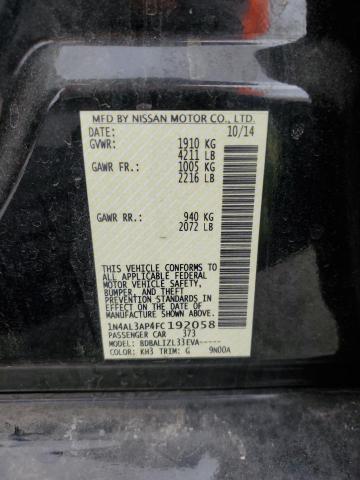 MFD BY NISSAN MOTOR CO., LTD.
DATE: 10/14
GVWR: 1910 KG
4211 LB
GAWR FR.: 1005 KG
2216 LB
GAWR RR.: 940 KG
2072 LB
THIS VEHICLE CONFORMS TO
ALL APPLICABLE FEDERAL
MOTOR VEHICLE SAFETY,
BUMPER, AND THEFT
PREVENTION STANDARDS
IN EFFECT ON THE DATE OF
MANUFACTURE SHOWN ABOVE.
1N4AL3AP4FC192058
PASSENGER CAR 373
MODEL: BDBALIZL33EVA-----
COLOR: KH3 TRIM: G 9N00A